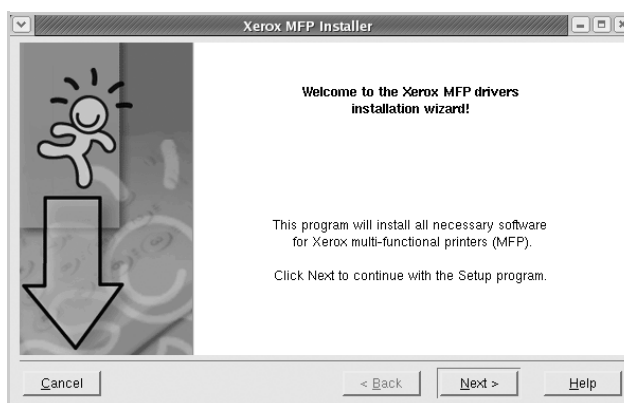 Xerox MFP Installer
Welcome to the Xerox MFP drivers
installation wizard!
This program will install all necessary software
for Xerox multi-functional printers (MFP).
Click Next to continue with the Setup program.
Cancel
< Back
Next >
Help